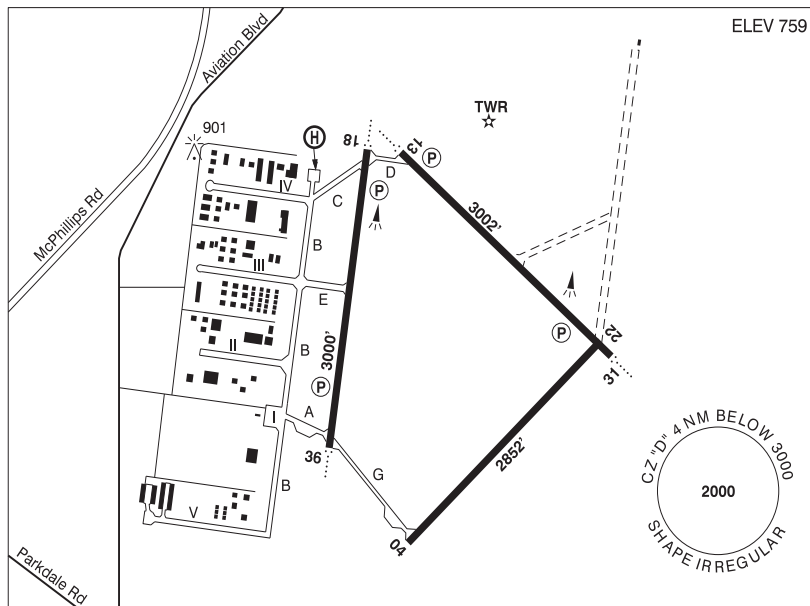 ELEV 759
Aviation Blvd
McPhillips Rd
901
H
TWR
18
13
P
D
P
IV
C
3002'
B
III
E
B
3000'
II
P
P
22
31
I
A
36
G
2852'
B
V
04
Parkdale Rd
CZ "D" 4 NM BELOW 3000
2000
SHAPE IRREGULAR